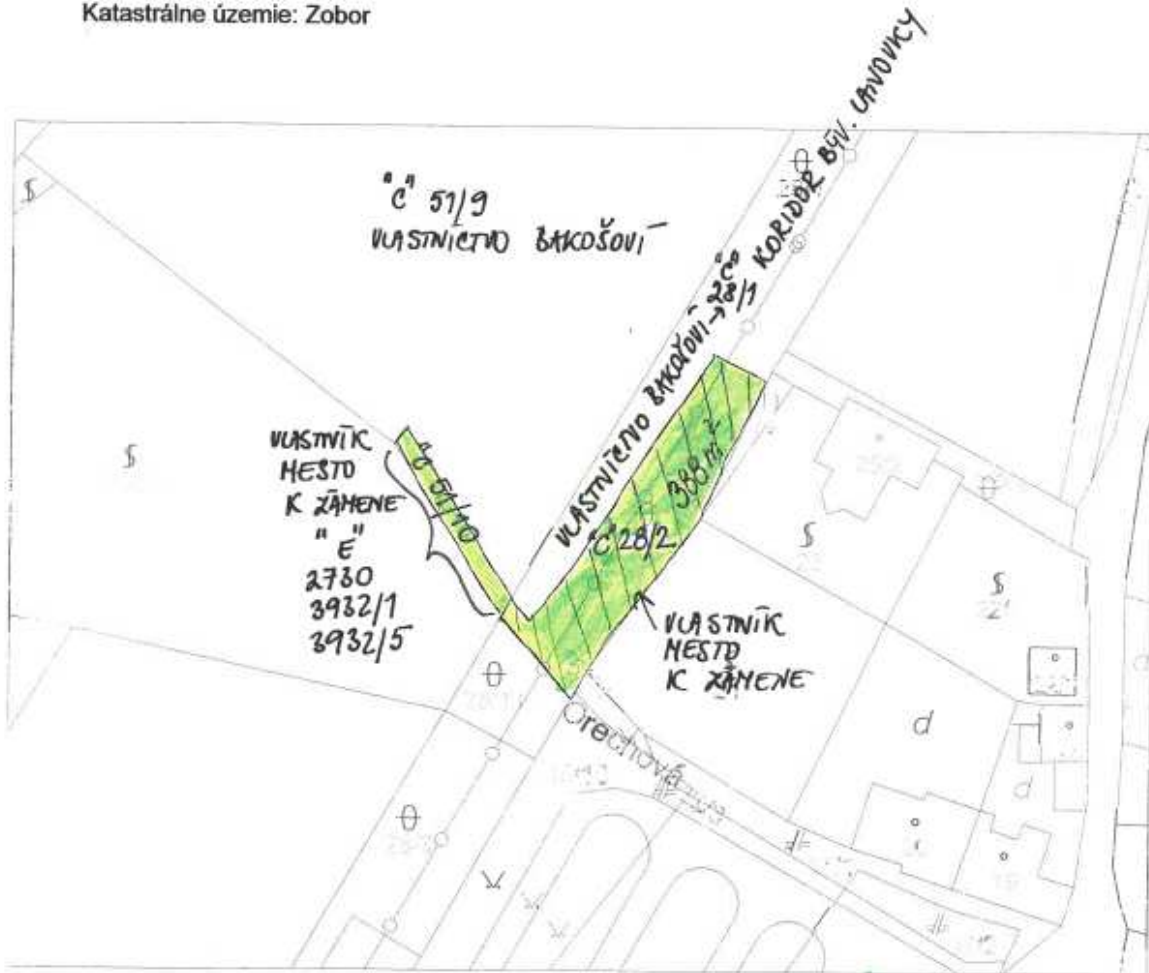 Katastrálne územie: Zobor
"C" 51/9
VLASTNÍCTVO BAKOŠOVÍ
VLASTNÍCTVO BAKOŠOVÍ → "C" 28/1 KORIDOR BÝV. LANOVKY
VLASTNÍK
MESTO
K ZÁMENE
"E"
2730
3932/1
3932/5
"C" 51/10
388 m²
"C" 28/2
VLASTNÍK
MESTO
K ZÁMENE
Orechová